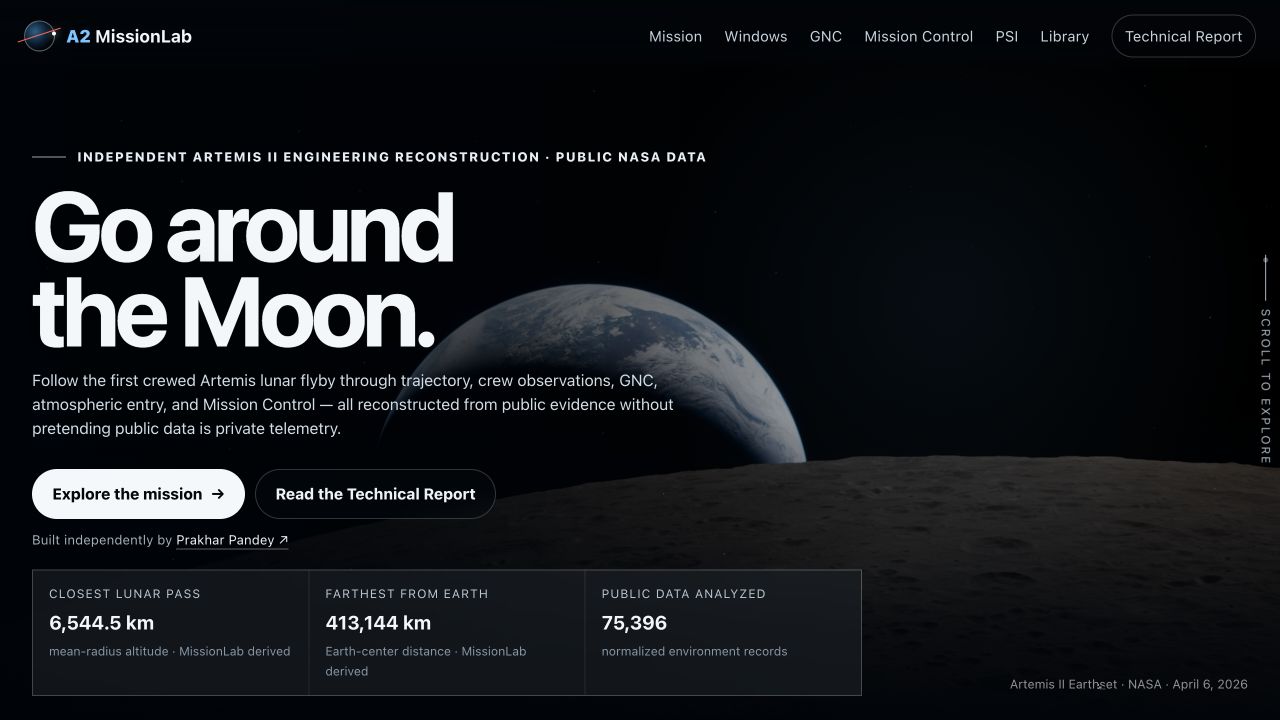 A2 MissionLab
Mission
Windows
GNC
Mission Control
PSI
Library
Technical Report
INDEPENDENT ARTEMIS II ENGINEERING RECONSTRUCTION · PUBLIC NASA DATA
Go around
the Moon.
Follow the first crewed Artemis lunar flyby through trajectory, crew observations, GNC,
atmospheric entry, and Mission Control — all reconstructed from public evidence without
pretending public data is private telemetry.
Explore the mission →
Read the Technical Report
Built independently by Prakhar Pandey ↗
CLOSEST LUNAR PASS
6,544.5 km
mean-radius altitude · MissionLab derived
FARTHEST FROM EARTH
413,144 km
Earth-center distance · MissionLab
derived
PUBLIC DATA ANALYZED
75,396
normalized environment records
SCROLL TO EXPLORE
Artemis II Earthset · NASA · April 6, 2026